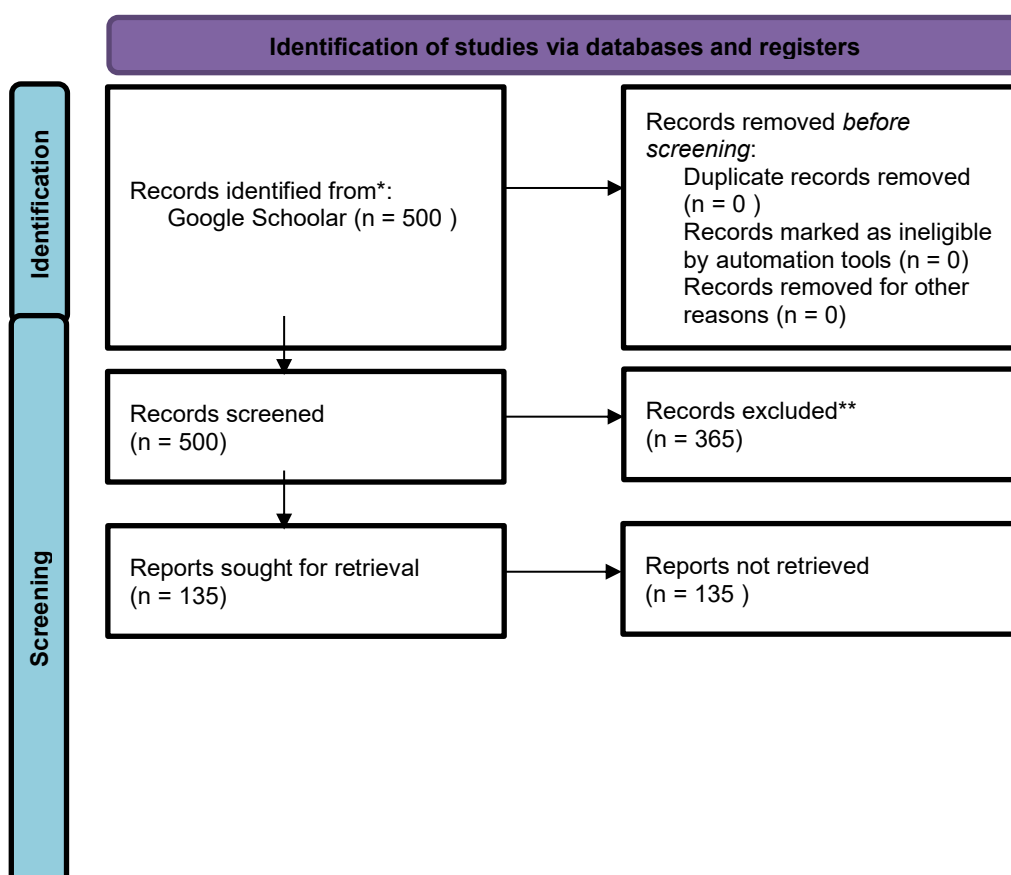 Identification of studies via databases and registers
Identification
Records identified from*:
Google Schoolar (n = 500 )
Records removed before
screening:
Duplicate records removed
(n = 0 )
Records marked as ineligible
by automation tools (n = 0)
Records removed for other
reasons (n = 0)
Screening
Records screened
(n = 500)
Records excluded**
(n = 365)
Reports sought for retrieval
(n = 135)
Reports not retrieved
(n = 135 )